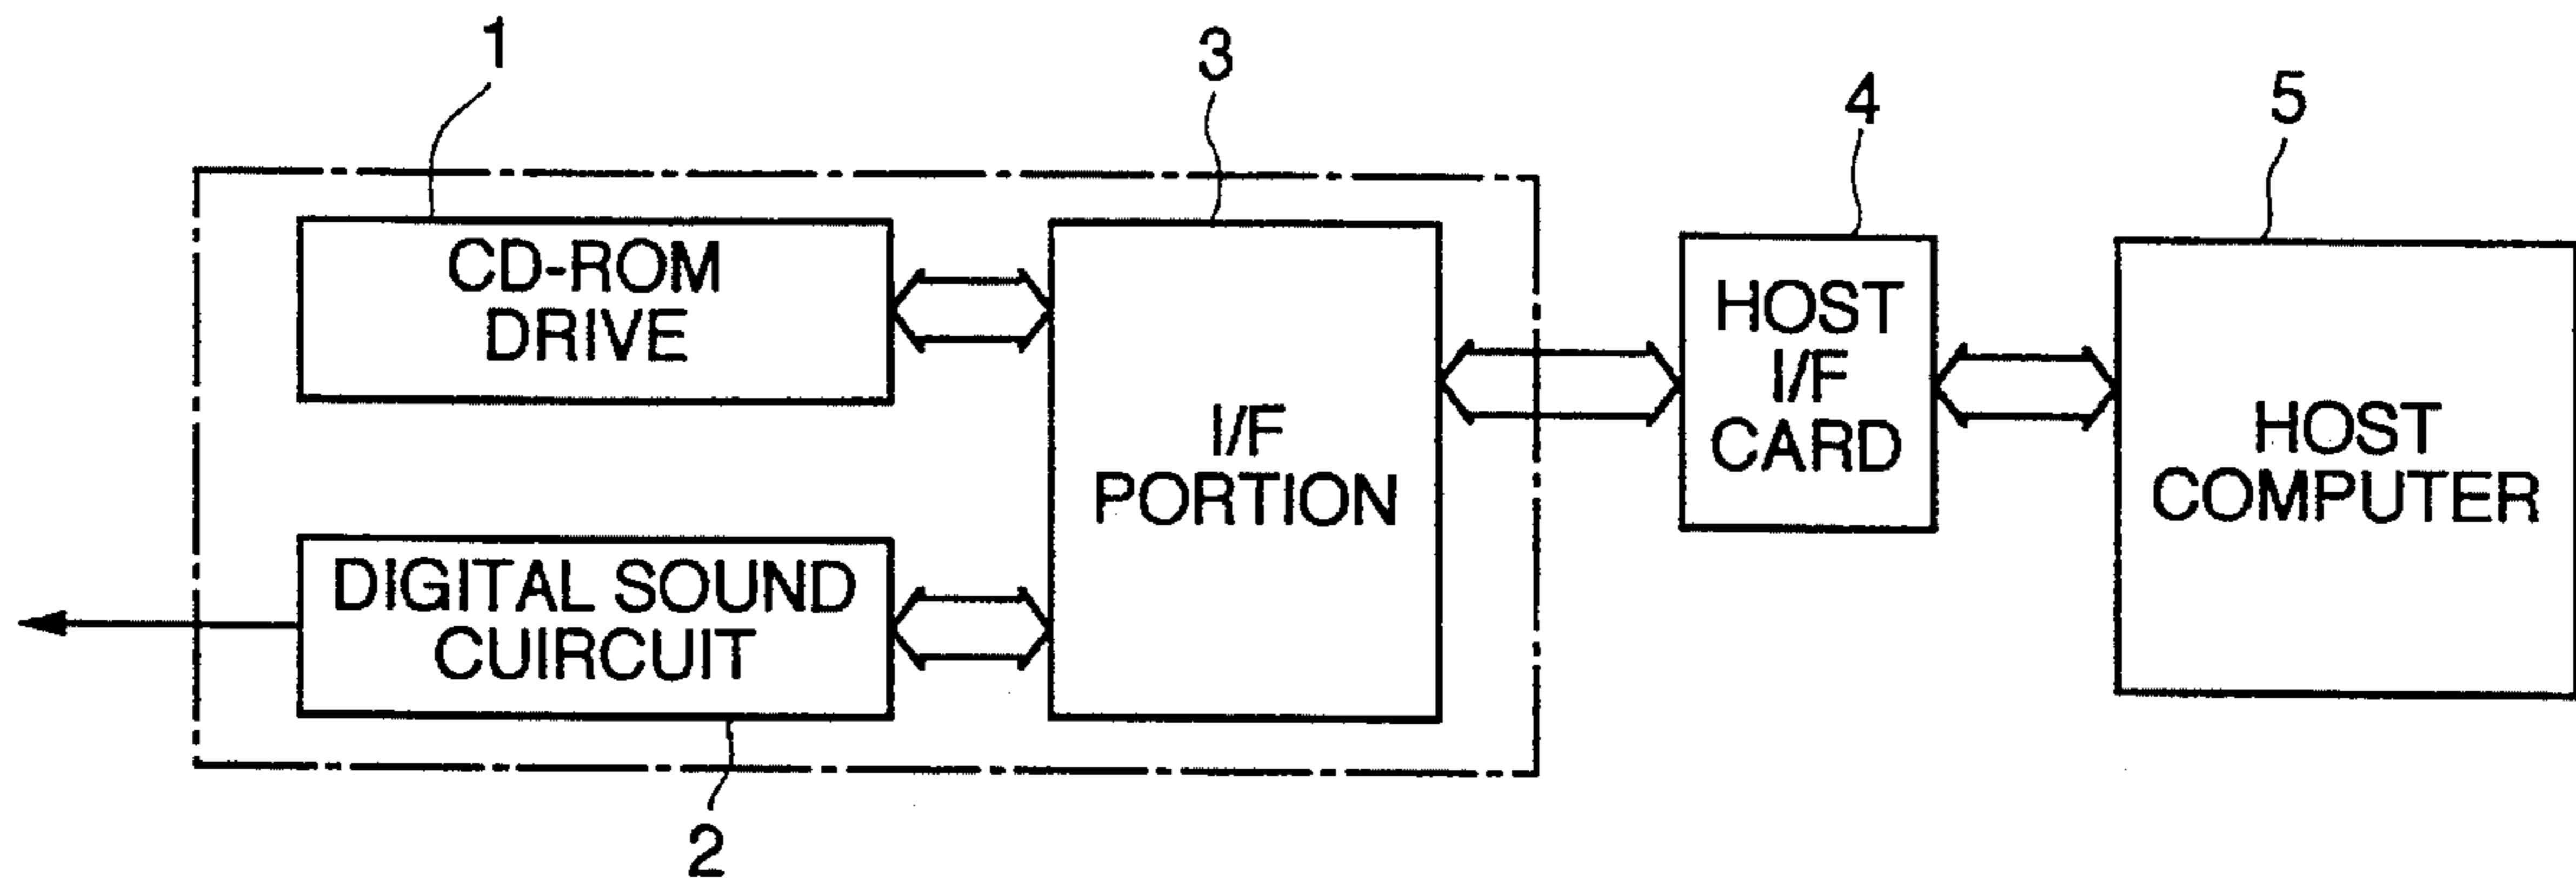 1
3
4
5
CD-ROM
DRIVE
I/F
PORTION
HOST
I/F
CARD
HOST
COMPUTER
DIGITAL SOUND
CUIRCUIT
2